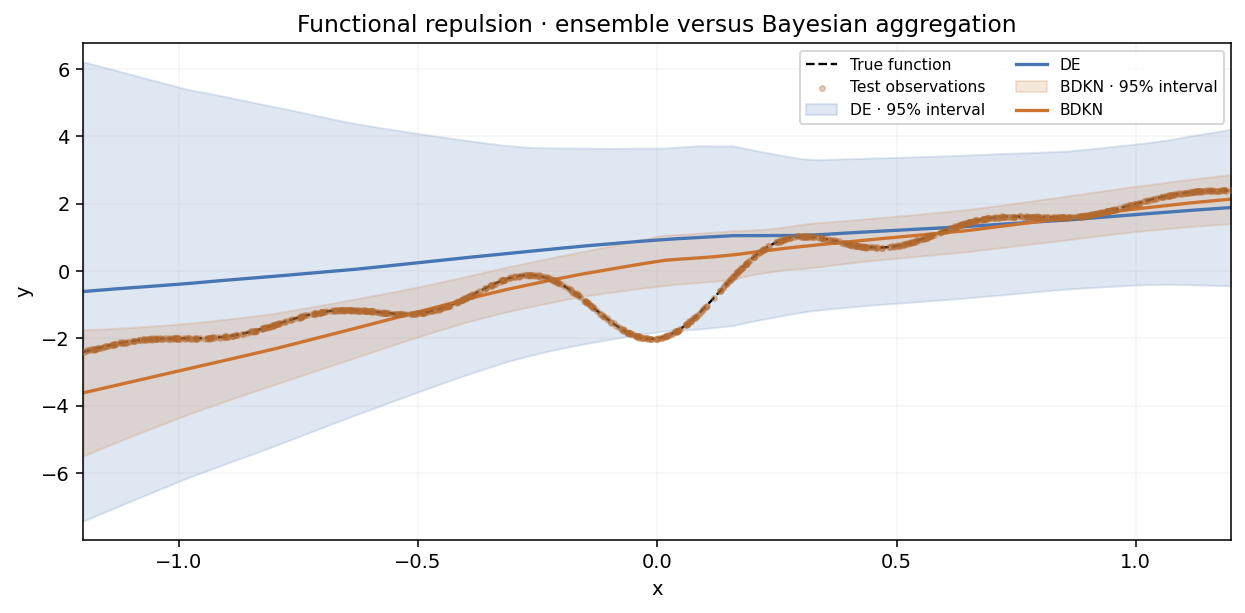 Functional repulsion · ensemble versus Bayesian aggregation
True function
Test observations
DE · 95% interval
DE
BDKN · 95% interval
BDKN
y
6
4
2
0
−2
−4
−6
−1.0
−0.5
0.0
0.5
1.0
x